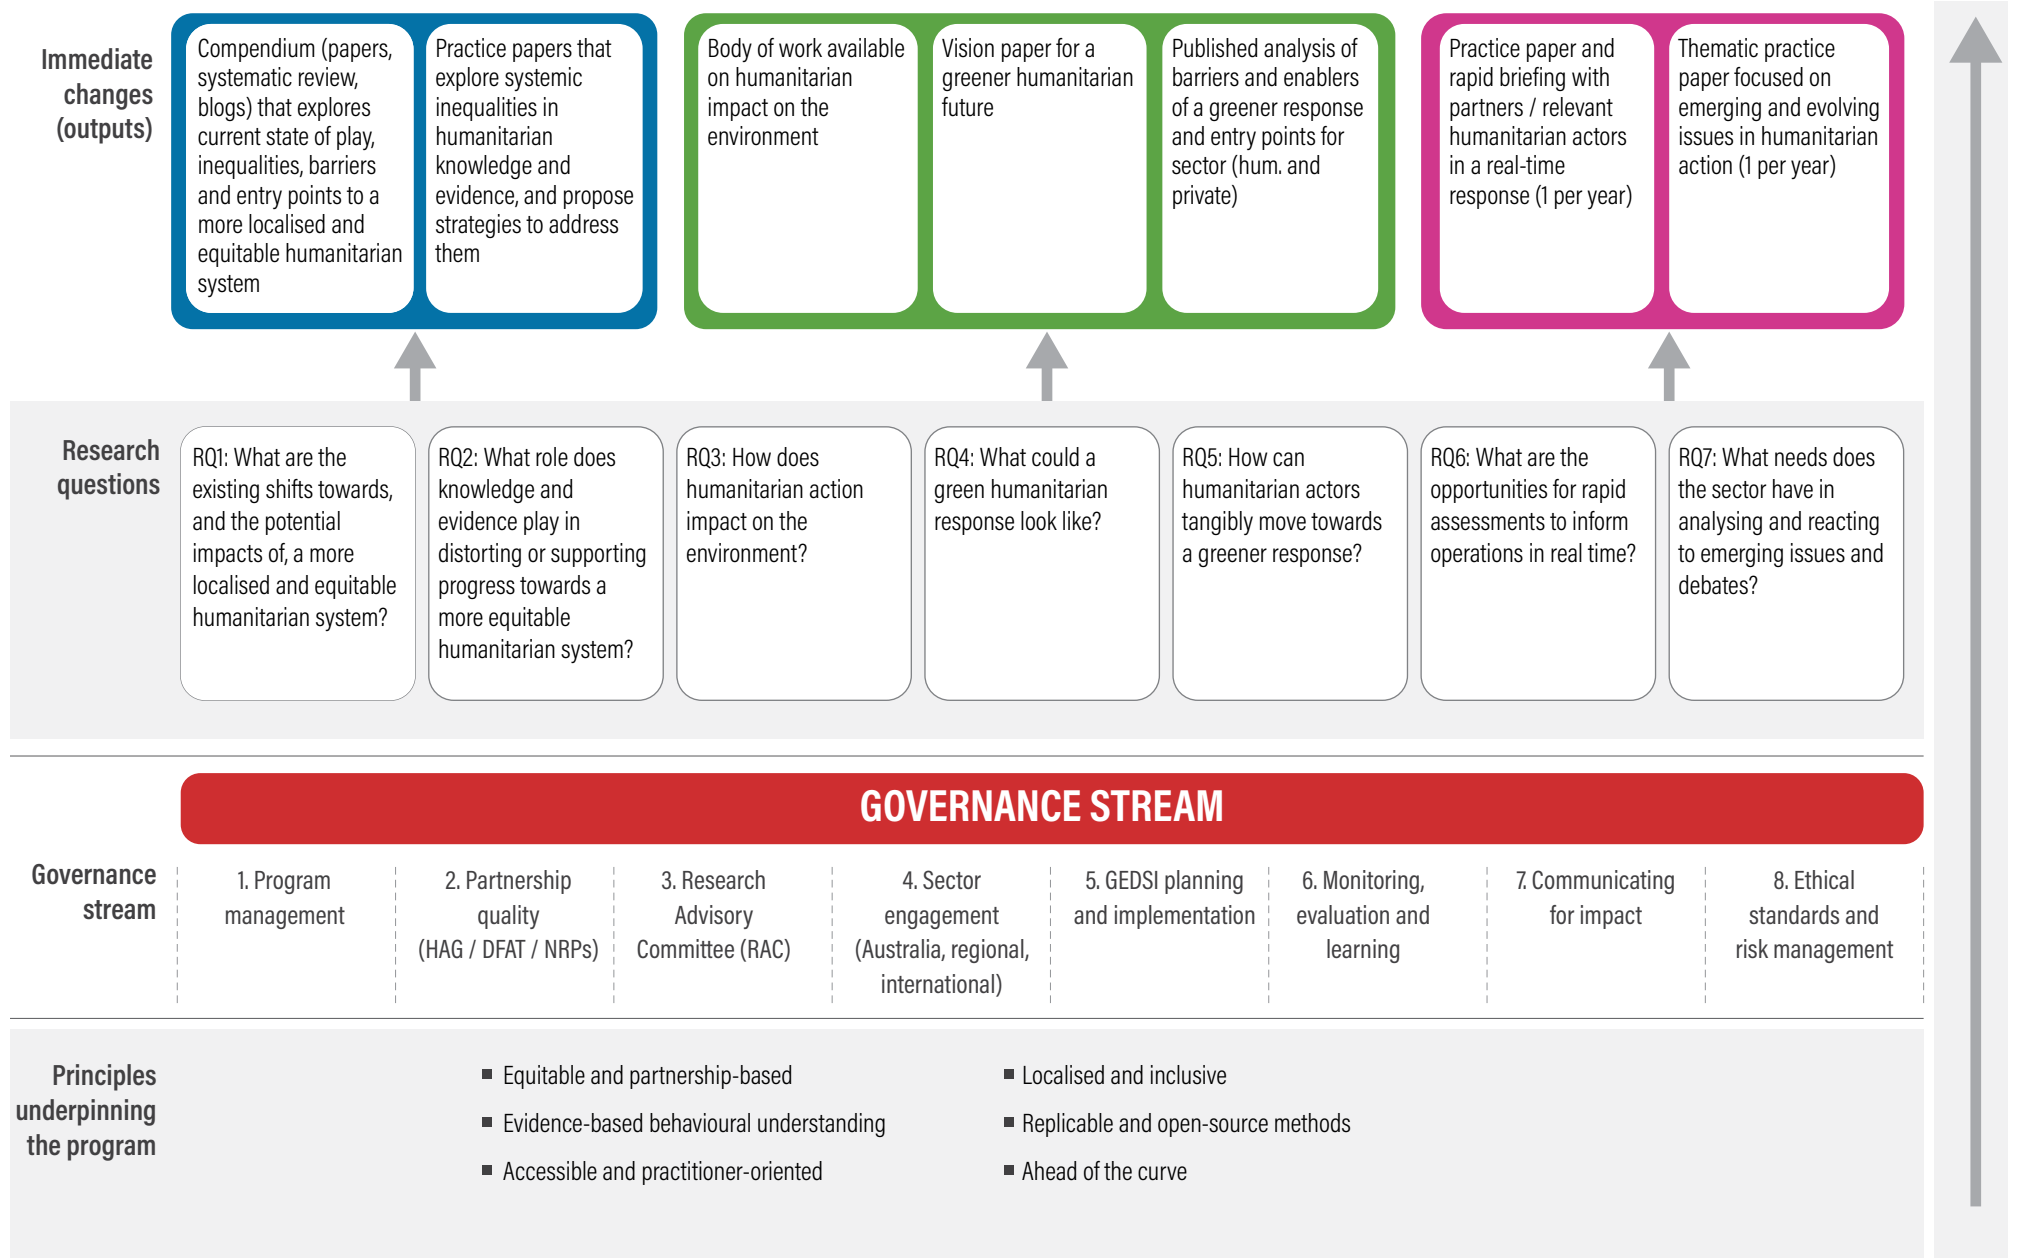 Immediate
changes
(outputs)
Compendium (papers,
systematic review,
blogs) that explores
current state of play,
inequalities, barriers
and entry points to a
more localised and
equitable humanitarian
system
Practice papers that
explore systemic
inequalities in
humanitarian
knowledge and
evidence, and propose
strategies to address
them
Body of work available
on humanitarian
impact on the
environment
Vision paper for a
greener humanitarian
future
Published analysis of
barriers and enablers
of a greener response
and entry points for
sector (hum. and
private)
Practice paper and
rapid briefing with
partners / relevant
humanitarian actors
in a real-time
response (1 per year)
Thematic practice
paper focused on
emerging and evolving
issues in humanitarian
action (1 per year)
Research
questions
RQ1: What are the
existing shifts towards,
and the potential
impacts of, a more
localised and equitable
humanitarian system?
RQ2: What role does
knowledge and
evidence play in
distorting or supporting
progress towards a
more equitable
humanitarian system?
RQ3: How does
humanitarian action
impact on the
environment?
RQ4: What could a
green humanitarian
response look like?
RQ5: How can
humanitarian actors
tangibly move towards
a greener response?
RQ6: What are the
opportunities for rapid
assessments to inform
operations in real time?
RQ7: What needs does
the sector have in
analysing and reacting
to emerging issues and
debates?
GOVERNANCE STREAM
Governance
stream
1. Program
management
2. Partnership
quality
(HAG / DFAT / NRPs)
3. Research
Advisory
Committee (RAC)
4. Sector
engagement
(Australia, regional,
international)
5. GEDSI planning
and implementation
6. Monitoring,
evaluation and
learning
7. Communicating
for impact
8. Ethical
standards and
risk management
Principles
underpinning
the program
▪ Equitable and partnership-based
▪ Evidence-based behavioural understanding
▪ Accessible and practitioner-oriented
▪ Localised and inclusive
▪ Replicable and open-source methods
▪ Ahead of the curve